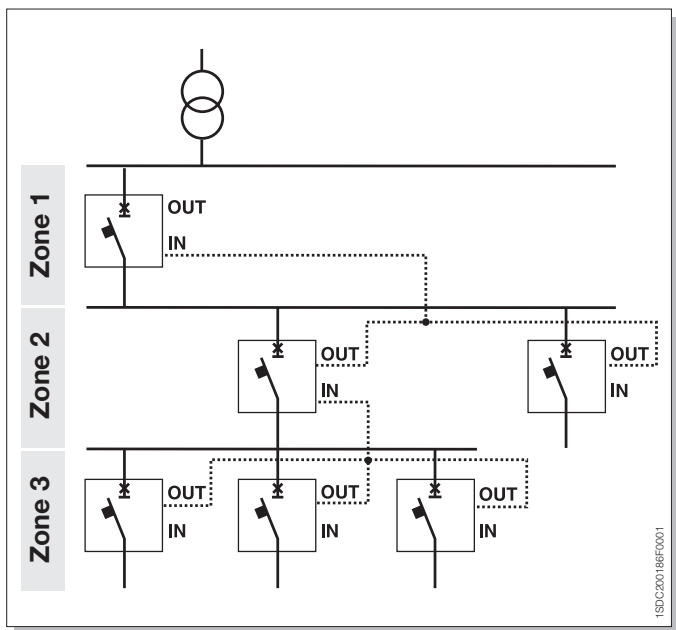 Zone 1
OUT
IN
Zone 2
OUT
IN
OUT
IN
Zone 3
OUT
IN
OUT
IN
OUT
IN
1SDC200186F0001